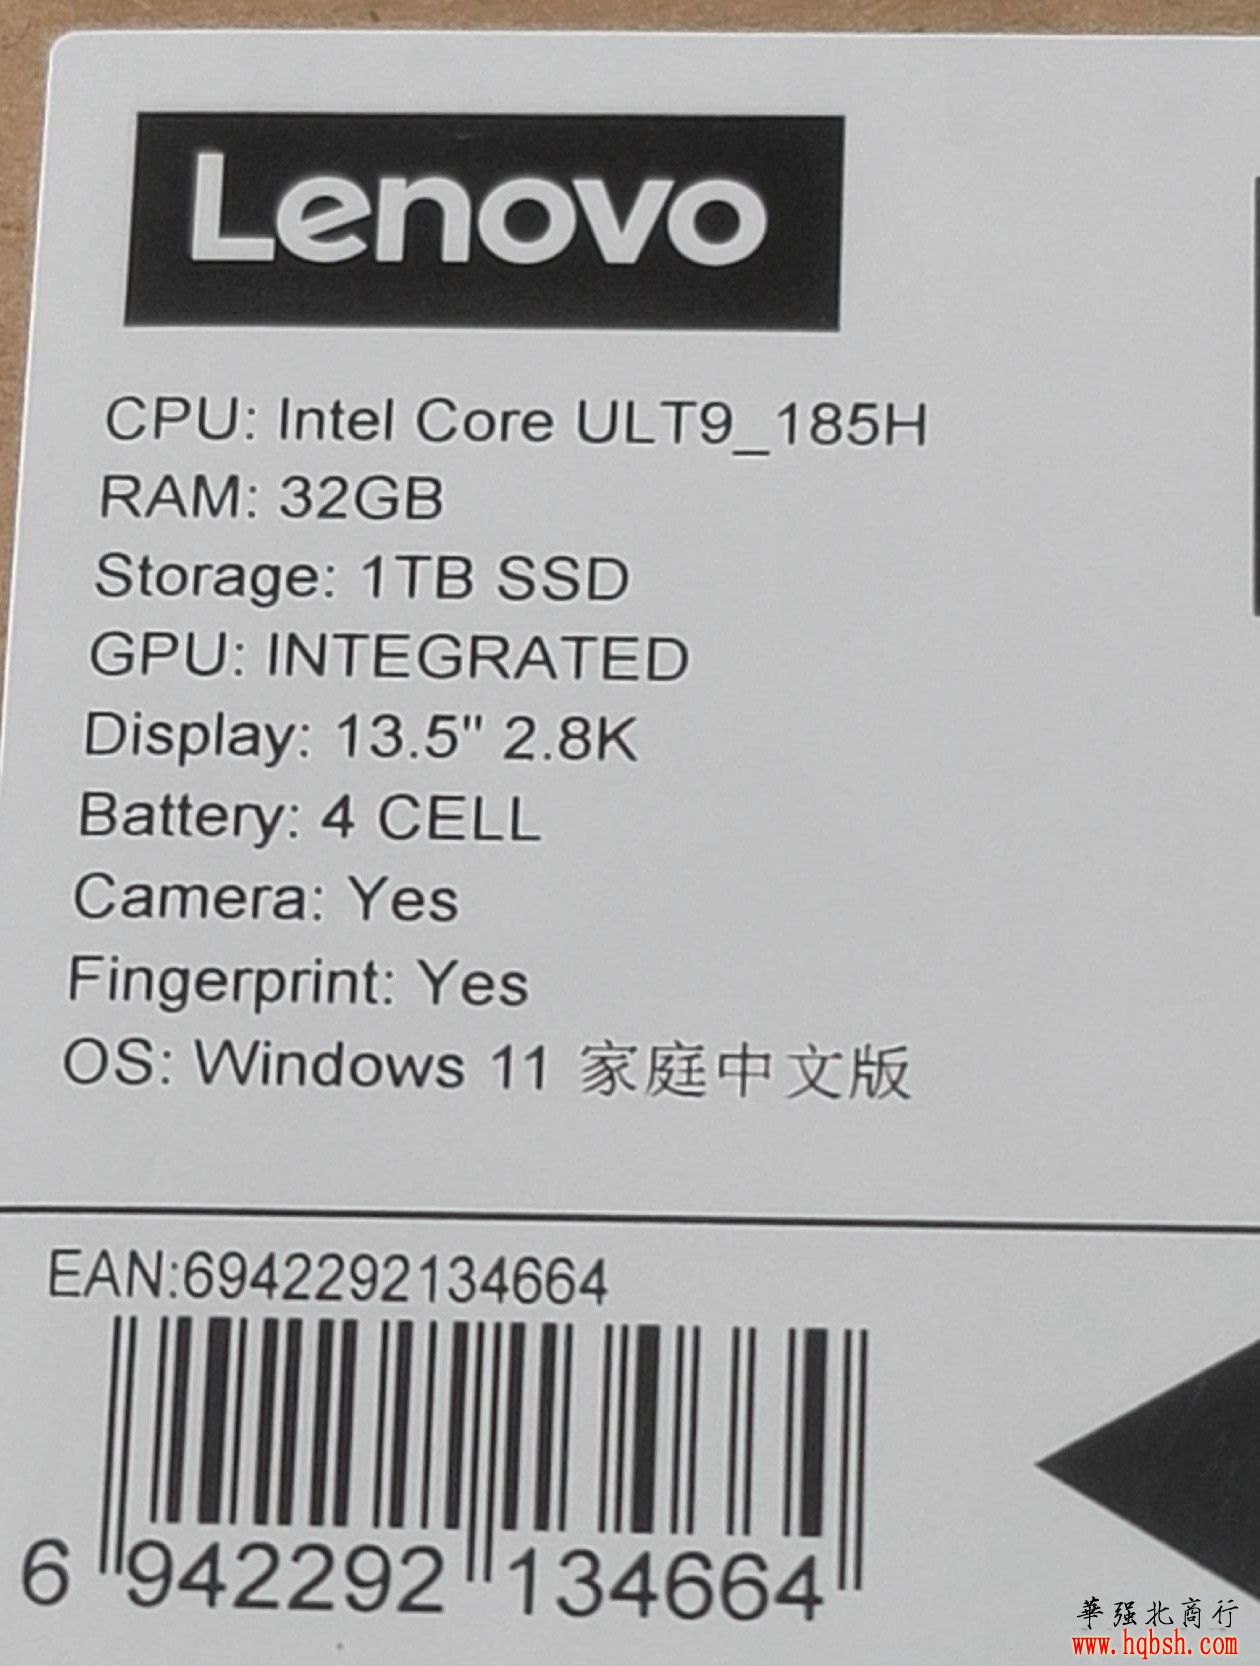 Lenovo
CPU: Intel Core ULT9_185H
RAM: 32GB
Storage: 1TB SSD
GPU: INTEGRATED
Display: 13.5" 2.8K
Battery: 4 CELL
Camera: Yes
Fingerprint: Yes
OS: Windows 11 家庭中文版
EAN:6942292134664
6 942292 134664
華强北商行
www.hqbsh.com